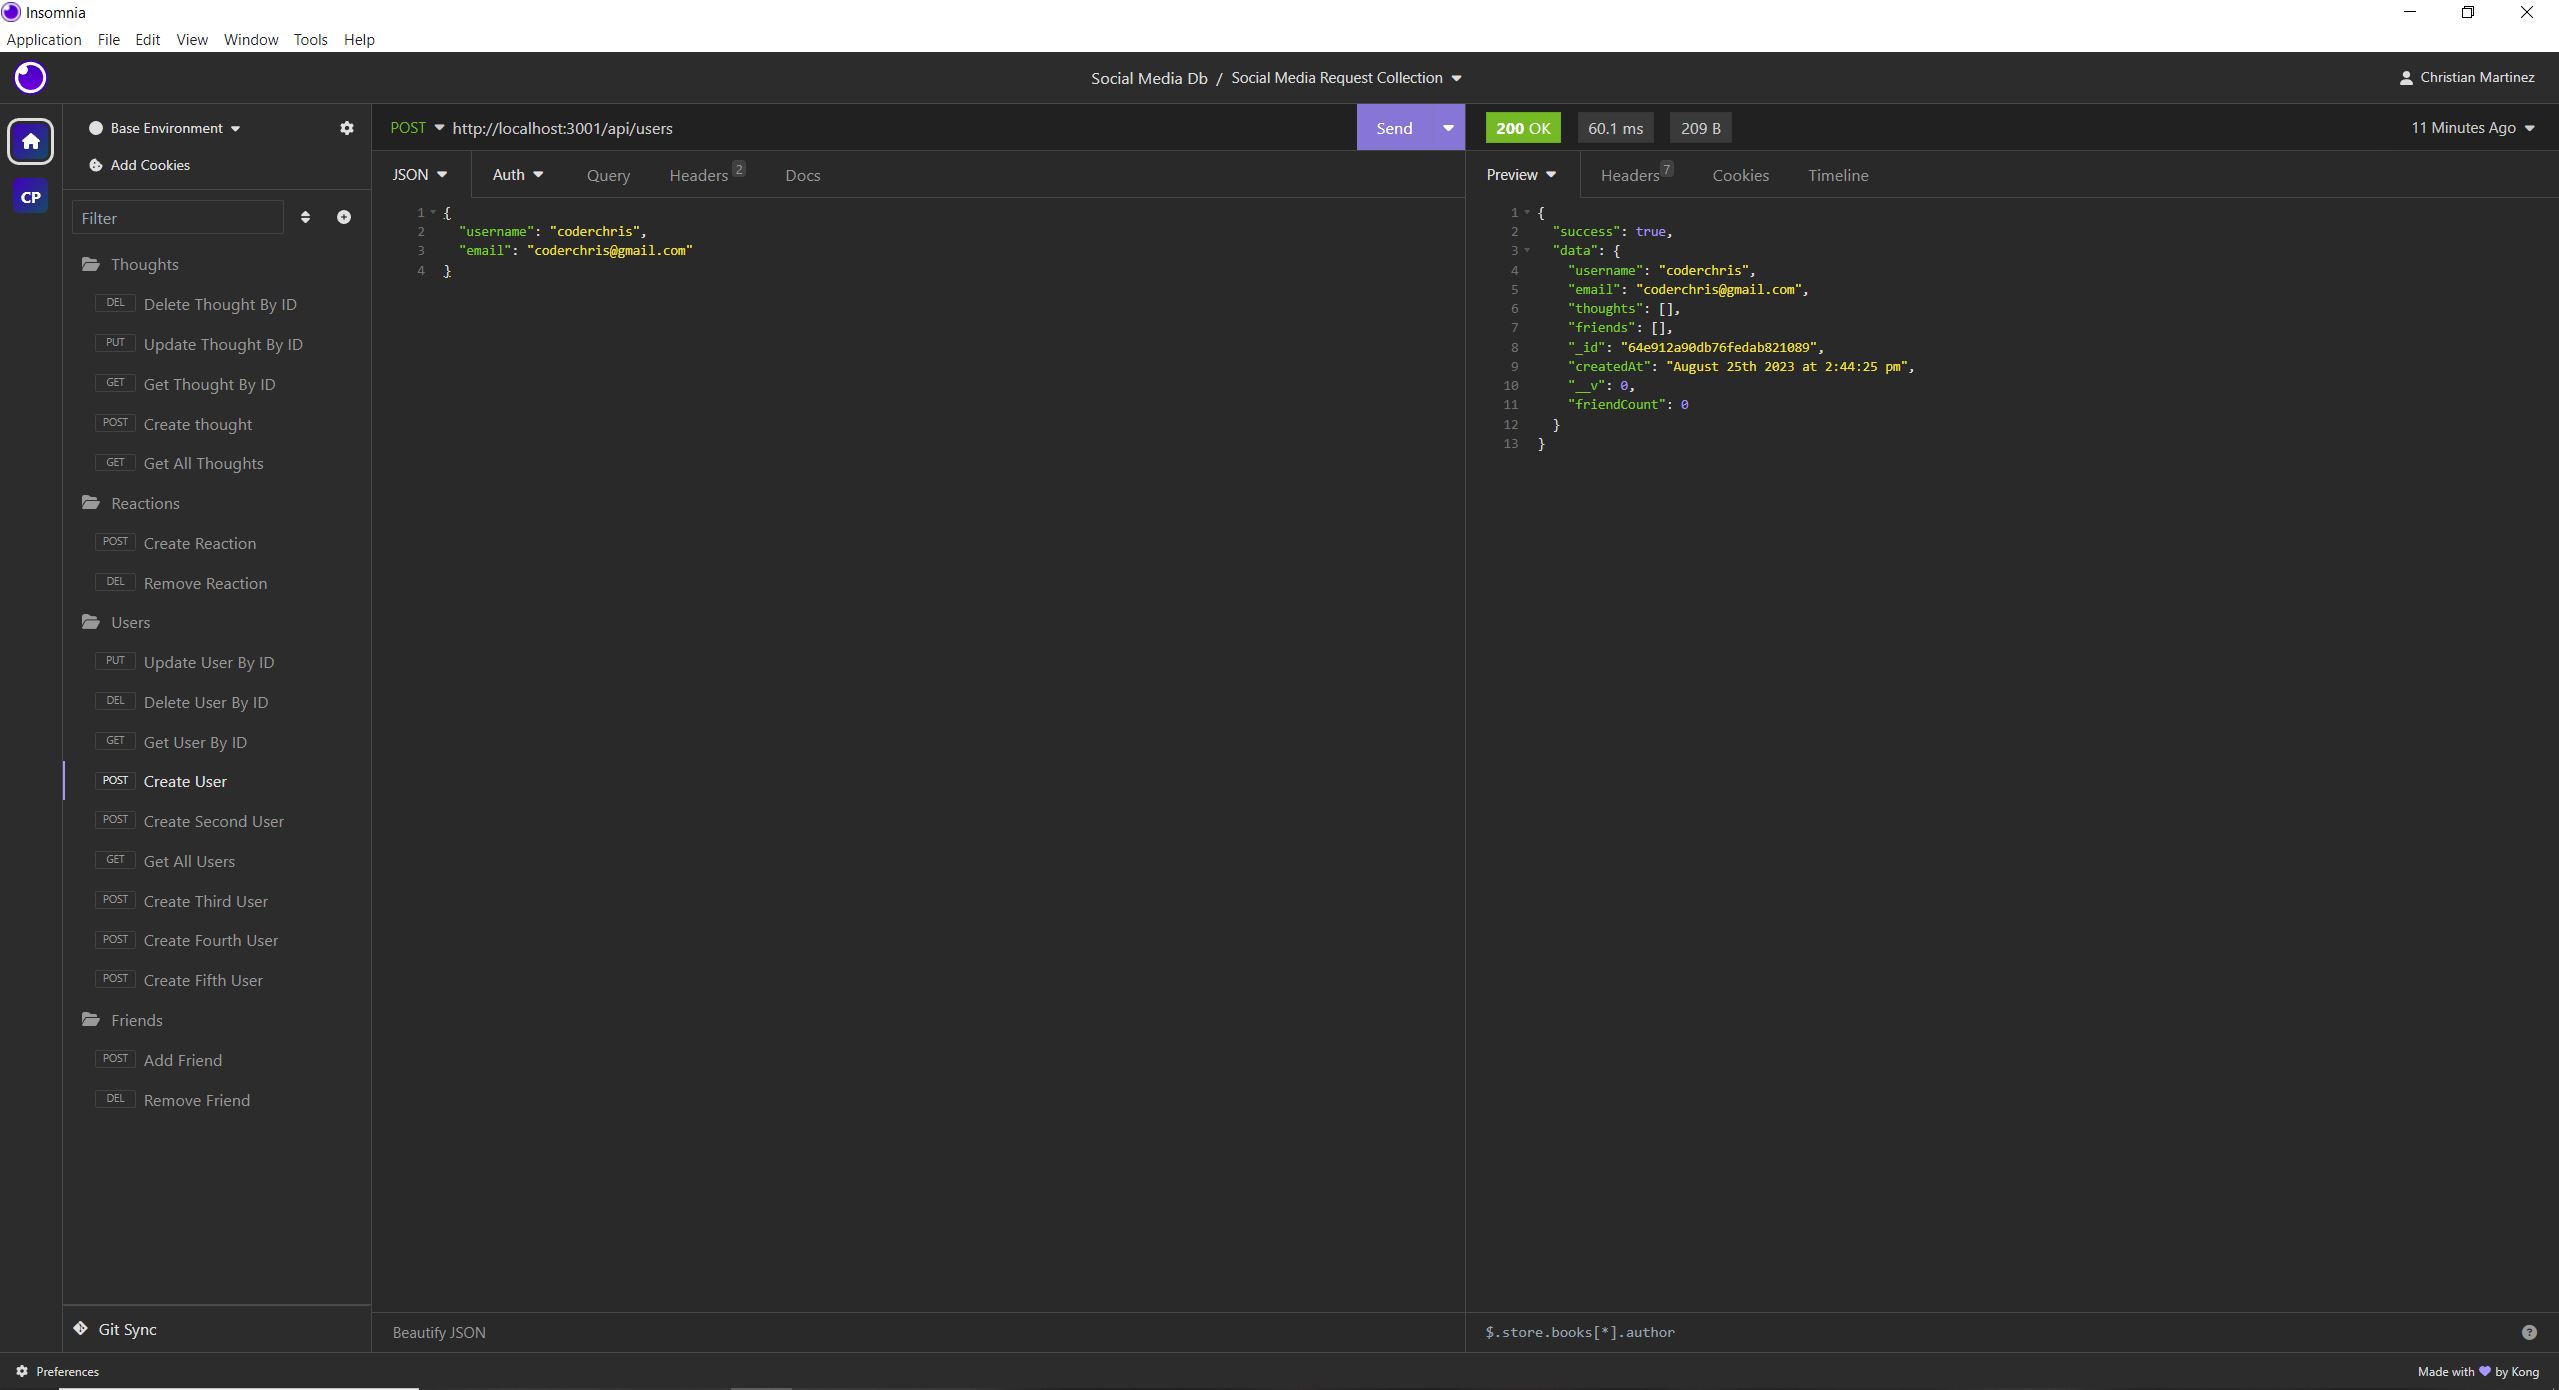 Insomnia
Application File Edit View Window Tools Help
Social Media Db / Social Media Request Collection
Christian Martinez
CP
Base Environment
Add Cookies
Filter
Thoughts
DEL Delete Thought By ID
PUT Update Thought By ID
GET Get Thought By ID
POST Create thought
GET Get All Thoughts
Reactions
POST Create Reaction
DEL Remove Reaction
Users
PUT Update User By ID
DEL Delete User By ID
GET Get User By ID
POST Create User
POST Create Second User
GET Get All Users
POST Create Third User
POST Create Fourth User
POST Create Fifth User
Friends
POST Add Friend
DEL Remove Friend
Git Sync
POST http://localhost:3001/api/users
Send
JSON Auth Query Headers 2 Docs
1 {
2 "username": "coderchris",
3 "email": "coderchris@gmail.com"
4 }
Beautify JSON
200 OK 60.1 ms 209 B 11 Minutes Ago
Preview Headers 7 Cookies Timeline
1 {
2 "success": true,
3 "data": {
4 "username": "coderchris",
5 "email": "coderchris@gmail.com",
6 "thoughts": [],
7 "friends": [],
8 "_id": "64e912a90db76fedab821089",
9 "createdAt": "August 25th 2023 at 2:44:25 pm",
10 "__v": 0,
11 "friendCount": 0
12 }
13 }
$.store.books[*].author
?
Preferences
Made with 💜 by Kong